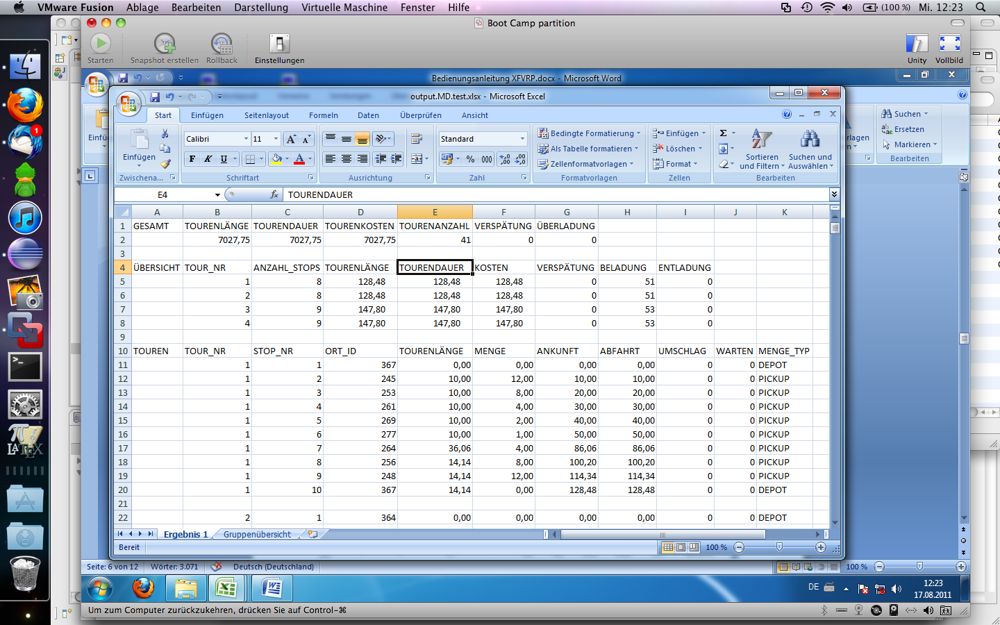 VMware Fusion Ablage Bearbeiten Darstellung Virtuelle Maschine Fenster Hilfe (100 %) Mi. 12:23
Boot Camp partition
Starten Snapshot erstellen Rollback Einstellungen Unity Vollbild
Bedienungsanleitung XFVRP.docx - Microsoft Word
output.MD.test.xlsx - Microsoft Excel
Start Einfügen Seitenlayout Formeln Daten Überprüfen Ansicht
Calibri 11 Standard Bedingte Formatierung Einfügen Σ
Als Tabelle formatieren Löschen
Zellenformatvorlagen Format
Einfügen F K U A % 000 Sortieren und Filtern Suchen und Auswählen
Zwischena... Schriftart Ausrichtung Zahl Formatvorlagen Zellen Bearbeiten
Suchen
Ersetzen
Markieren
Bearbeiten
E4 fx TOURENDAUER
A B C D E F G H I J K
1 GESAMT TOURENLÄNGE TOURENDAUER TOURENKOSTEN TOURENANZAHL VERSPÄTUNG ÜBERLADUNG
2 7027,75 7027,75 7027,75 41 0 0
3
4 ÜBERSICHT TOUR_NR ANZAHL_STOPS TOURENLÄNGE TOURENDAUER KOSTEN VERSPÄTUNG BELADUNG ENTLADUNG
5 1 8 128,48 128,48 128,48 0 51 0
6 2 8 128,48 128,48 128,48 0 51 0
7 3 9 147,80 147,80 147,80 0 53 0
8 4 9 147,80 147,80 147,80 0 53 0
9
10 TOUREN TOUR_NR STOP_NR ORT_ID TOURENLÄNGE MENGE ANKUNFT ABFAHRT UMSCHLAG WARTEN MENGE_TYP
11 1 1 367 0,00 0,00 0,00 0,00 0 0 DEPOT
12 1 2 245 10,00 12,00 10,00 10,00 0 0 PICKUP
13 1 3 253 10,00 8,00 20,00 20,00 0 0 PICKUP
14 1 4 261 10,00 4,00 30,00 30,00 0 0 PICKUP
15 1 5 269 10,00 2,00 40,00 40,00 0 0 PICKUP
16 1 6 277 10,00 1,00 50,00 50,00 0 0 PICKUP
17 1 7 264 36,06 4,00 86,06 86,06 0 0 PICKUP
18 1 8 256 14,14 8,00 100,20 100,20 0 0 PICKUP
19 1 9 248 14,14 12,00 114,34 114,34 0 0 PICKUP
20 1 10 367 14,14 0,00 128,48 128,48 0 0 DEPOT
21
22 2 1 364 0,00 0,00 0,00 0,00 0 0 DEPOT
Ergebnis 1 Gruppenübersicht
Bereit 100 %
Seite: 6 von 12 Wörter: 3.071 Deutsch (Deutschland) 100 %
DE 12:23
17.08.2011
Um zum Computer zurückzukehren, drücken Sie auf Control-⌘
1
LATEX